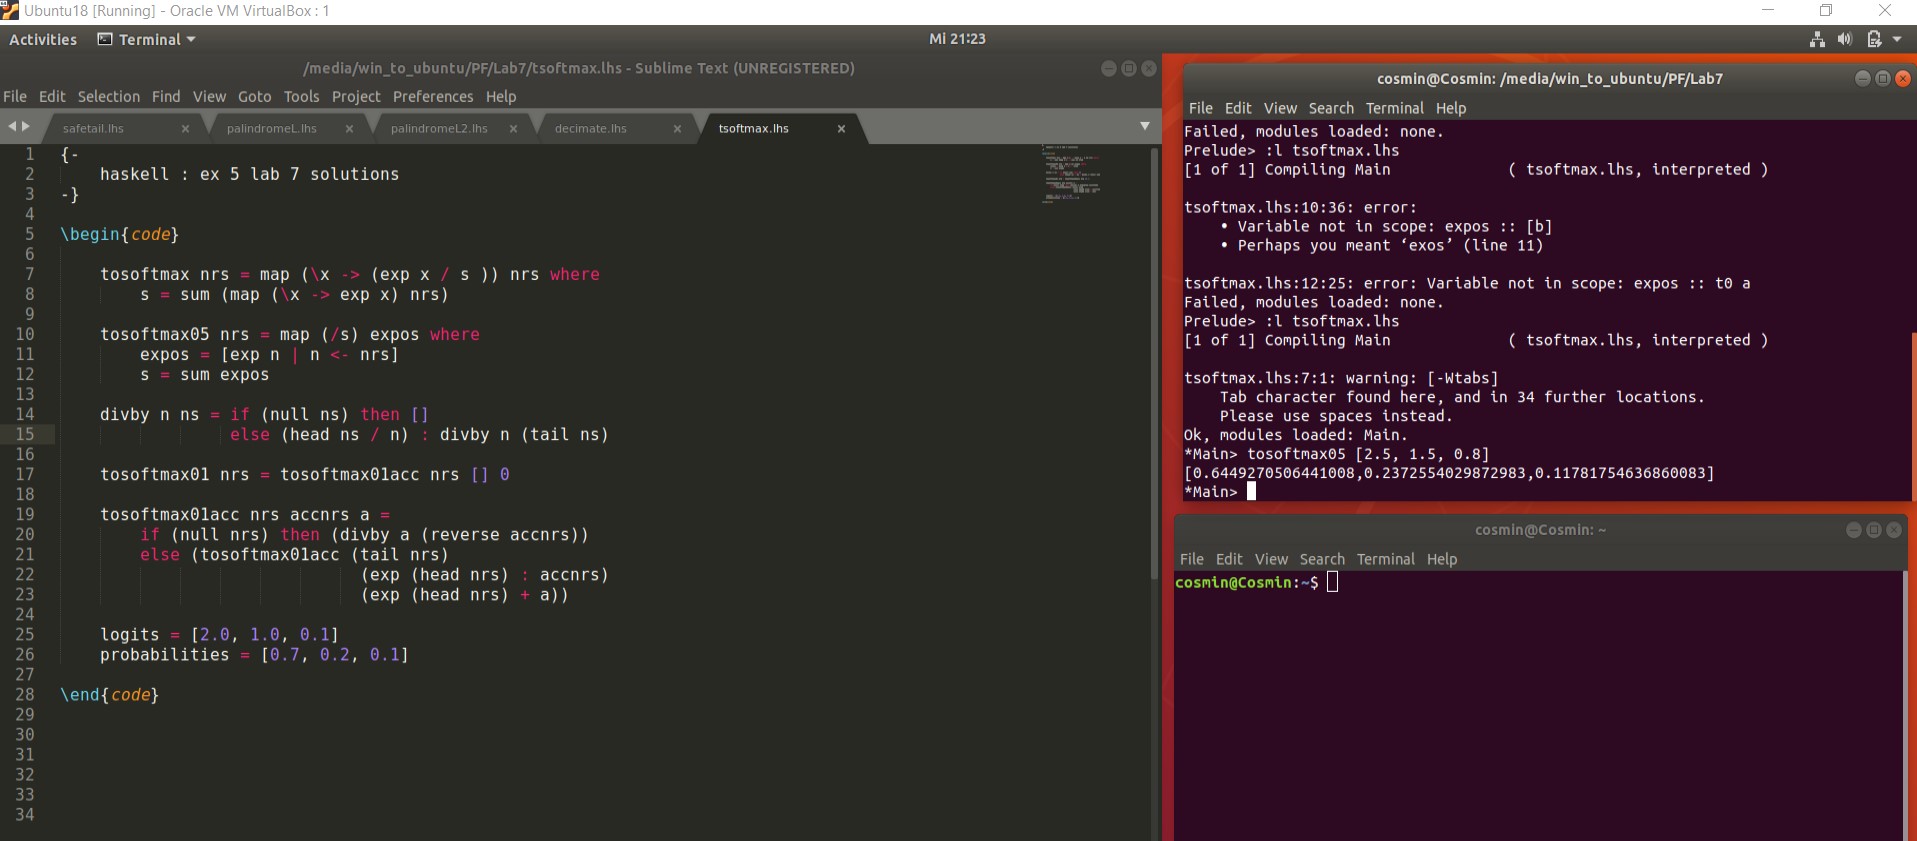 Ubuntu18 [Running] - Oracle VM VirtualBox : 1
Activities Terminal Mi 21:23
/media/win_to_ubuntu/PF/Lab7/tsoftmax.lhs - Sublime Text (UNREGISTERED)
File Edit Selection Find View Goto Tools Project Preferences Help
safetail.lhs × palindromeL.lhs × palindromeL2.lhs × decimate.lhs × tsoftmax.lhs ×
1 {-
2     haskell : ex 5 lab 7 solutions
3 -}
4
5 \begin{code}
6
7     tosoftmax nrs = map (\x -> (exp x / s )) nrs where
8         s = sum (map (\x -> exp x) nrs)
9
10     tosoftmax05 nrs = map (/s) expos where
11         expos = [exp n | n <- nrs]
12         s = sum expos
13
14     divby n ns = if (null ns) then []
15                  else (head ns / n) : divby n (tail ns)
16
17     tosoftmax01 nrs = tosoftmax01acc nrs [] 0
18
19     tosoftmax01acc nrs accnrs a =
20         if (null nrs) then (divby a (reverse accnrs))
21         else (tosoftmax01acc (tail nrs)
22                               (exp (head nrs) : accnrs)
23                               (exp (head nrs) + a))
24
25     logits = [2.0, 1.0, 0.1]
26     probabilities = [0.7, 0.2, 0.1]
27
28 \end{code}
29
30
31
32
33
34
cosmin@Cosmin: /media/win_to_ubuntu/PF/Lab7
File Edit View Search Terminal Help
Failed, modules loaded: none.
Prelude> :l tsoftmax.lhs
[1 of 1] Compiling Main             ( tsoftmax.lhs, interpreted )
tsoftmax.lhs:10:36: error:
    • Variable not in scope: expos :: [b]
    • Perhaps you meant ‘exos’ (line 11)
tsoftmax.lhs:12:25: error: Variable not in scope: expos :: t0 a
Failed, modules loaded: none.
Prelude> :l tsoftmax.lhs
[1 of 1] Compiling Main             ( tsoftmax.lhs, interpreted )
tsoftmax.lhs:7:1: warning: [-Wtabs]
    Tab character found here, and in 34 further locations.
    Please use spaces instead.
Ok, modules loaded: Main.
*Main> tosoftmax05 [2.5, 1.5, 0.8]
[0.6449270506441008,0.2372554029872983,0.11781754636860083]
*Main>
cosmin@Cosmin: ~
File Edit View Search Terminal Help
cosmin@Cosmin:~$